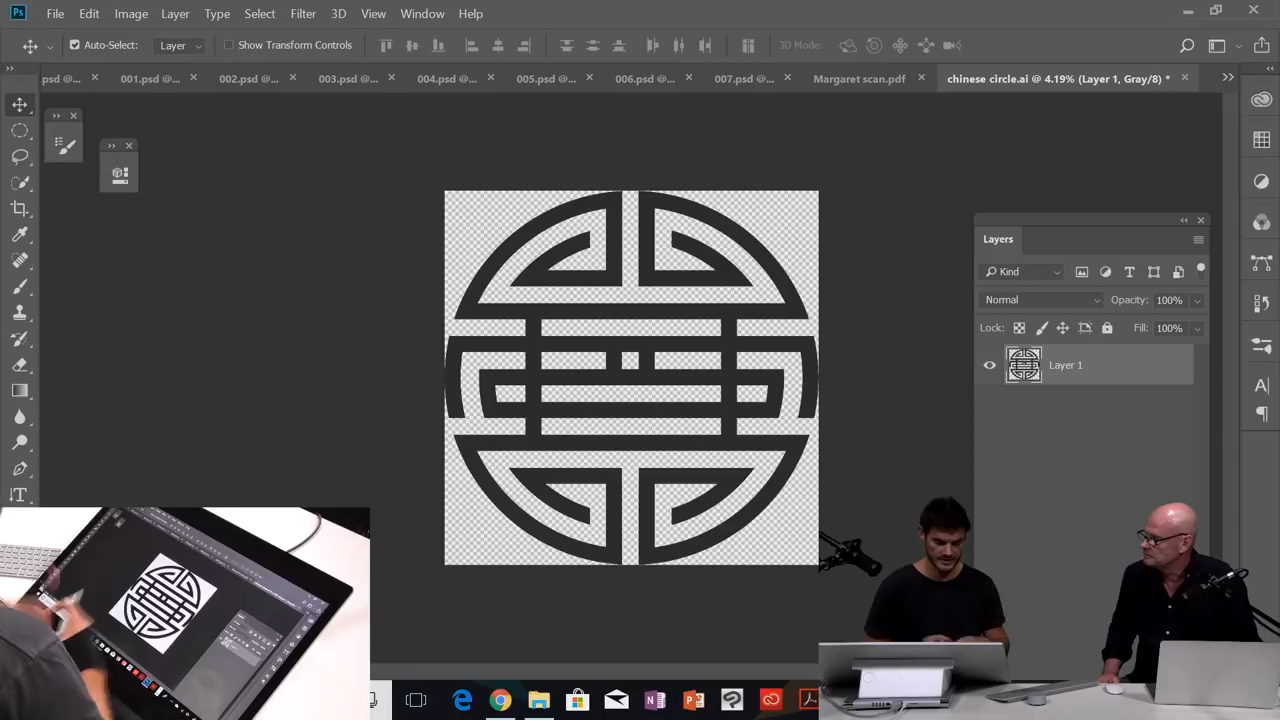 Ps File Edit Image Layer Type Select Filter 3D View Window Help
Auto-Select: Layer Show Transform Controls 3D Mode:
psd @... 001.psd @... 002.psd @... 003.psd @... 004.psd @... 005.psd @... 006.psd @... 007.psd @... Margaret scan.pdf chinese circle.ai @ 4.19% (Layer 1, Gray/8) *
Layers
Kind
Normal Opacity: 100%
Lock: Fill: 100%
Layer 1